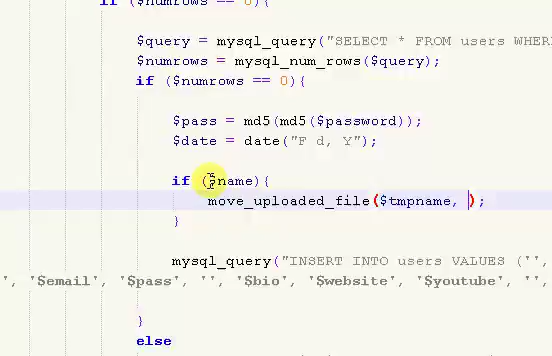 if ($numrows == 0){
$query = mysql_query("SELECT * FROM users WHERE
$numrows = mysql_num_rows($query);
if ($numrows == 0){
$pass = md5(md5($password));
$date = date("F d, Y");
if ($name){
move_uploaded_file($tmpname, );
}
mysql_query("INSERT INTO users VALUES ('',
', '$email', '$pass', '', '$bio', '$website', '$youtube', '',
}
else